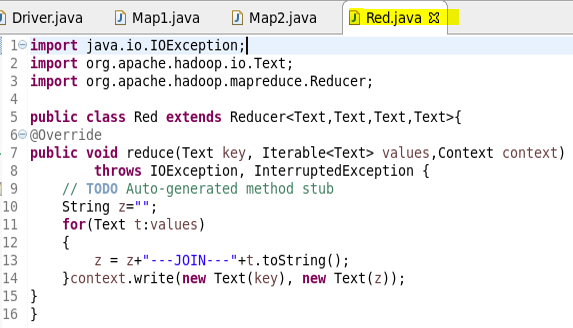 Driver.java Map1.java Map2.java Red.java
1 import java.io.IOException;
2 import org.apache.hadoop.io.Text;
3 import org.apache.hadoop.mapreduce.Reducer;
4
5 public class Red extends Reducer<Text,Text,Text,Text>{
6 @Override
7 public void reduce(Text key, Iterable<Text> values,Context context)
8         throws IOException, InterruptedException {
9     // TODO Auto-generated method stub
10     String z="";
11     for(Text t:values)
12     {
13         z = z+"---JOIN---"+t.toString();
14     }context.write(new Text(key), new Text(z));
15 }
16 }